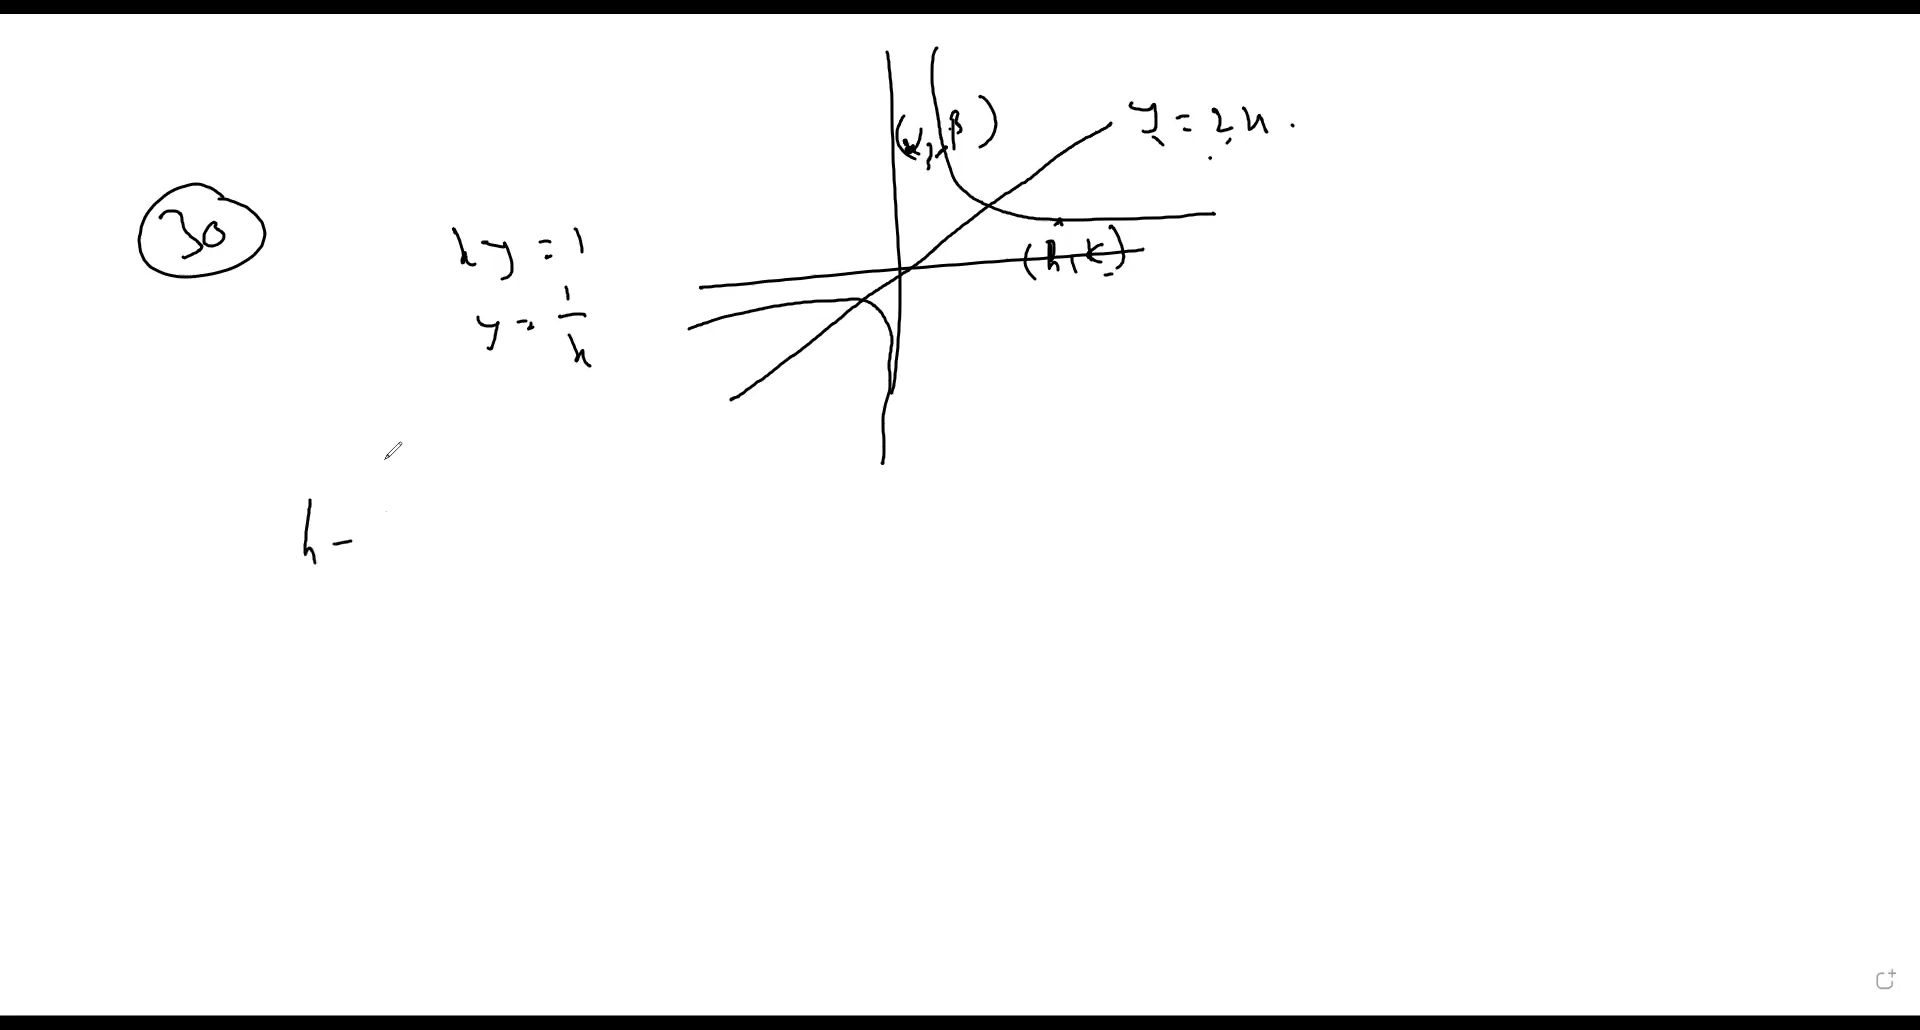 30
xy = 1
y = 1/x
(α, β)
y = 2x.
(h, k)
h -